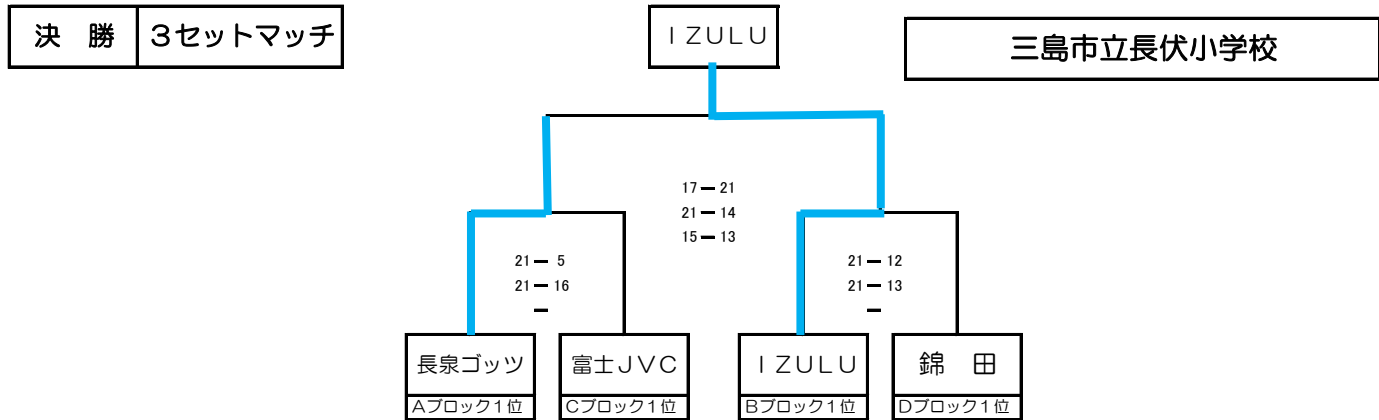 決 勝 3セットマッチ
ＩZULU
三島市立長伏小学校
17 ー 21
21 ー 14
15 ー 13
21 ー 5
21 ー 16
ー
21 ー 12
21 ー 13
ー
長泉ゴッツ
Aブロック1位
富士JVC
Cブロック1位
ＩZULU
Bブロック1位
錦 田
Dブロック1位